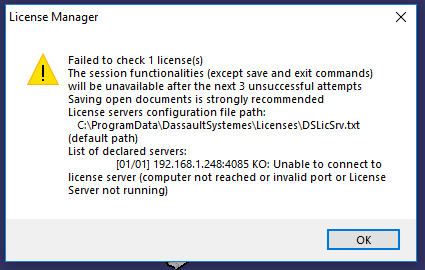 License Manager
Failed to check 1 license(s)
The session functionalities (except save and exit commands)
will be unavailable after the next 3 unsuccessful attempts
Saving open documents is strongly recommended
License servers configuration file path:
C:\ProgramData\DassaultSystemes\Licenses\DSLicSrv.txt
(default path)
List of declared servers:
[01/01] 192.168.1.248:4085 KO: Unable to connect to
license server (computer not reached or invalid port or License
Server not running)
OK